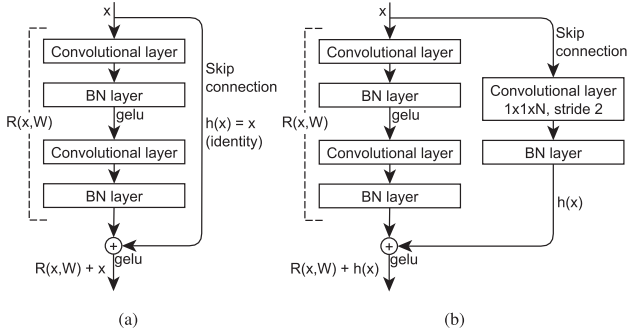 x
Convolutional layer
BN layer
gelu
Convolutional layer
BN layer
R(x,W)
Skip
connection
h(x) = x
(identity)
+
gelu
R(x,W) + x
(a)
x
Convolutional layer
BN layer
gelu
Convolutional layer
BN layer
R(x,W)
Skip
connection
Convolutional layer
1x1xN, stride 2
BN layer
h(x)
+
gelu
R(x,W) + h(x)
(b)